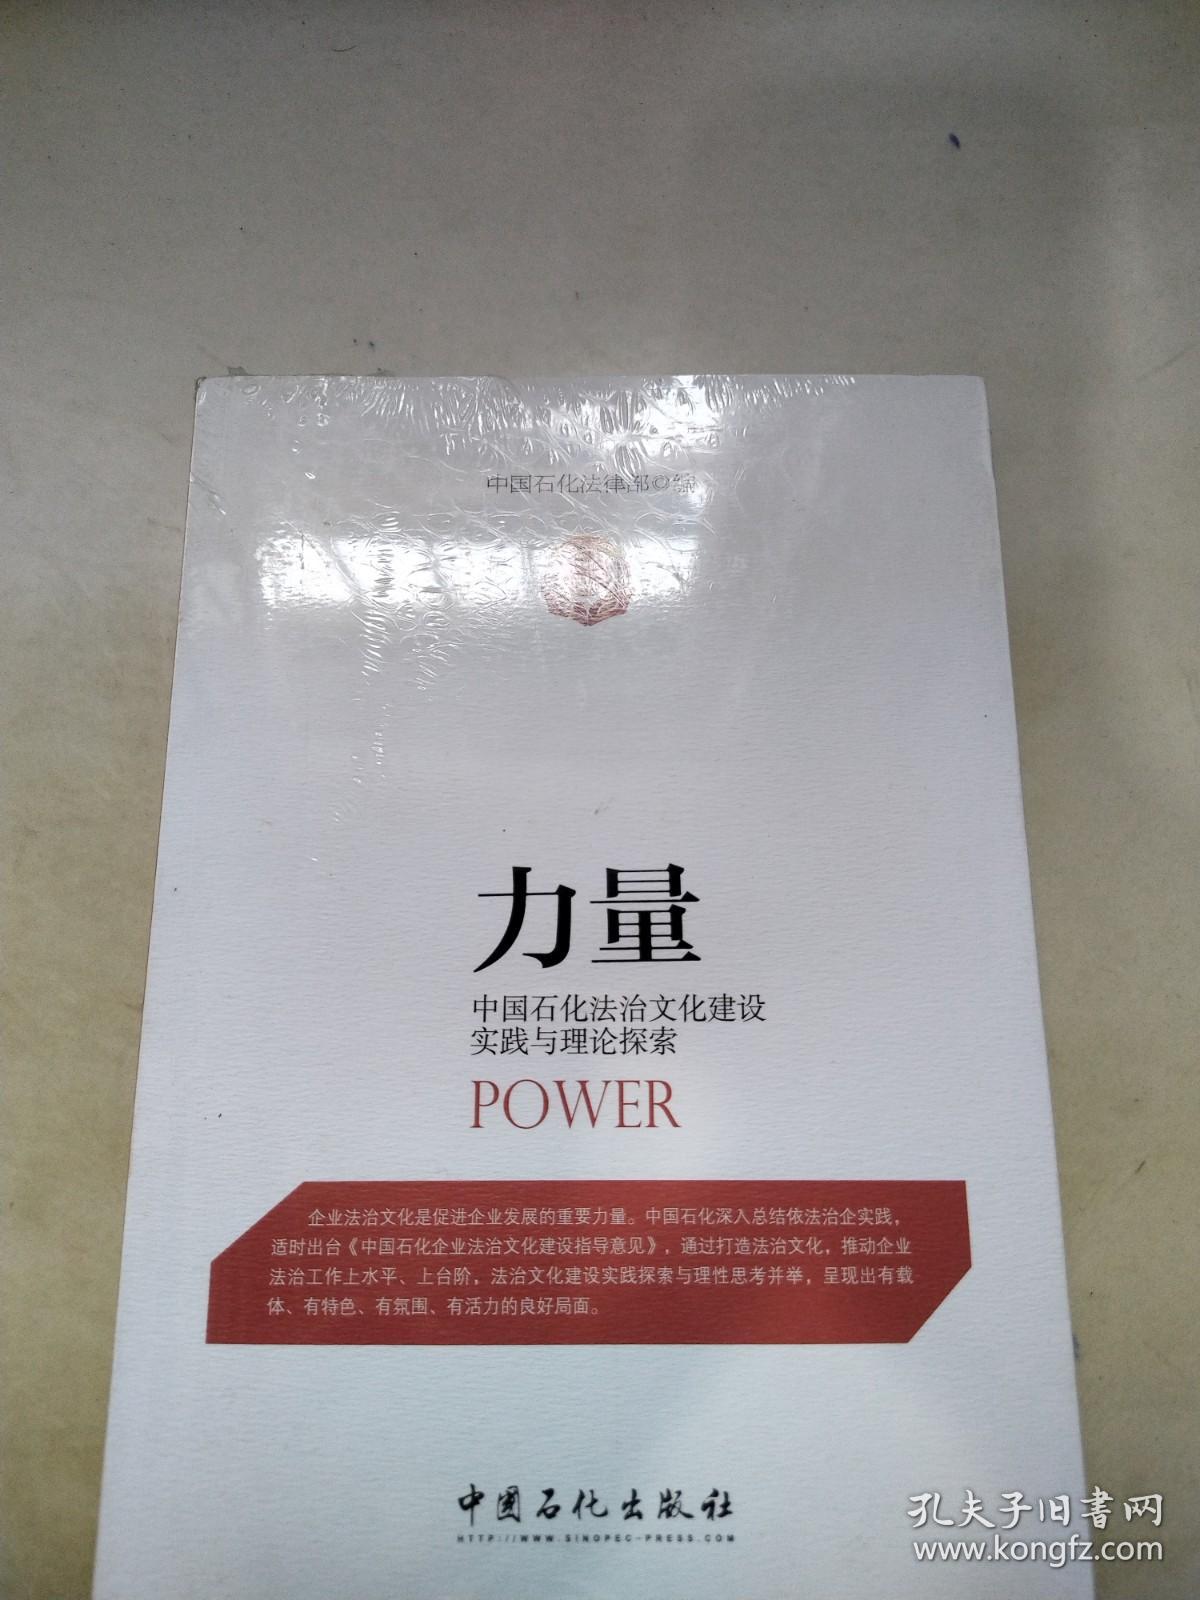 中国石化法律部◎编
力量
中国石化法治文化建设
实践与理论探索
POWER
企业法治文化是促进企业发展的重要力量。中国石化深入总结依法治企实践，
适时出台《中国石化企业法治文化建设指导意见》，通过打造法治文化，推动企业
法治工作上水平、上台阶，法治文化建设实践探索与理性思考并举，呈现出有载
体、有特色、有氛围、有活力的良好局面。
中国石化出版社
HTTP://WWW.SINOPEC-PRESS.COM
孔夫子旧书网
www.kongfz.com